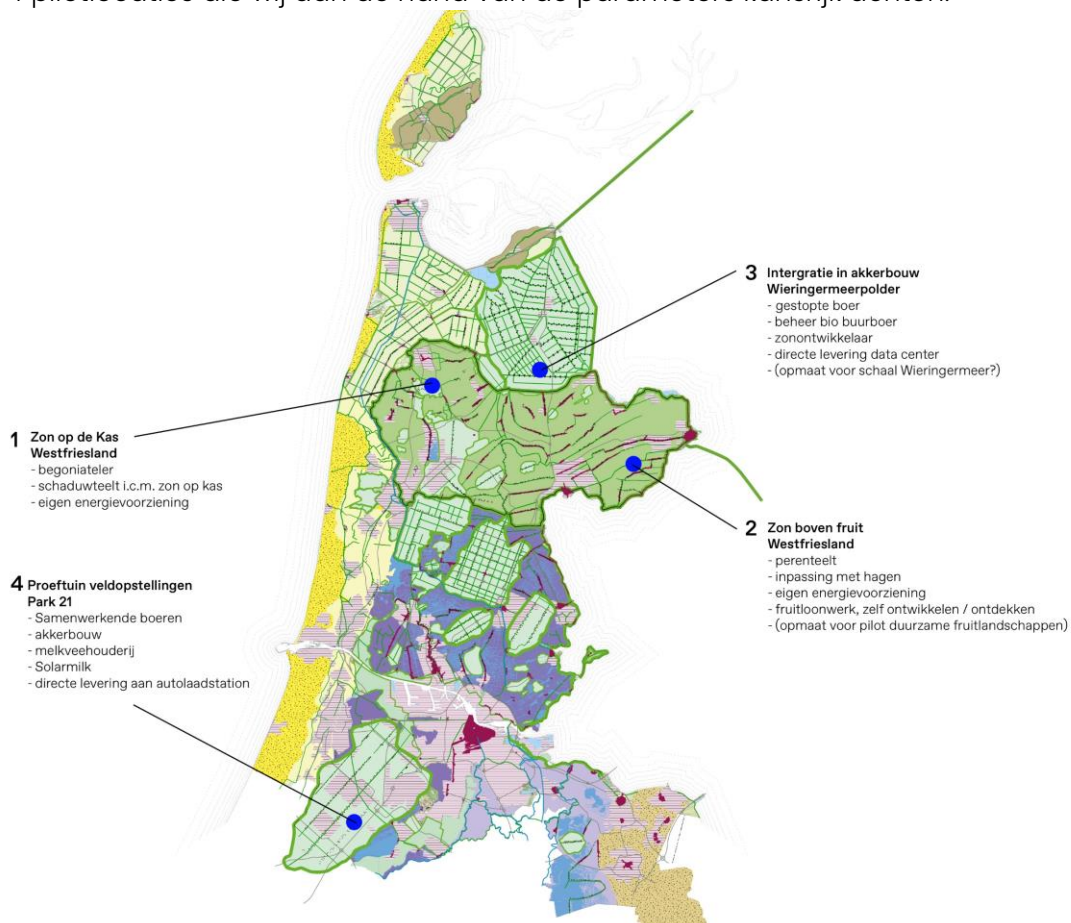 3 Intergratie in akkerbouw
Wieringermeerpolder
- gestopte boer
- beheer bio buurboer
- zonontwikkelaar
- directe levering data center
- (opmaat voor schaal Wieringermeer?)
1 Zon op de Kas
Westfriesland
- begoniateler
- schaduwteelt i.c.m. zon op kas
- eigen energievoorziening
2 Zon boven fruit
Westfriesland
- perenteelt
- inpassing met hagen
- eigen energievoorziening
- fruitloonwerk, zelf ontwikkelen / ontdekken
- (opmaat voor pilot duurzame fruitlandschappen)
4 Proeftuin veldopstellingen
Park 21
- Samenwerkende boeren
- akkerbouw
- melkveehouderij
- Solarmilk
- directe levering aan autolaadstation